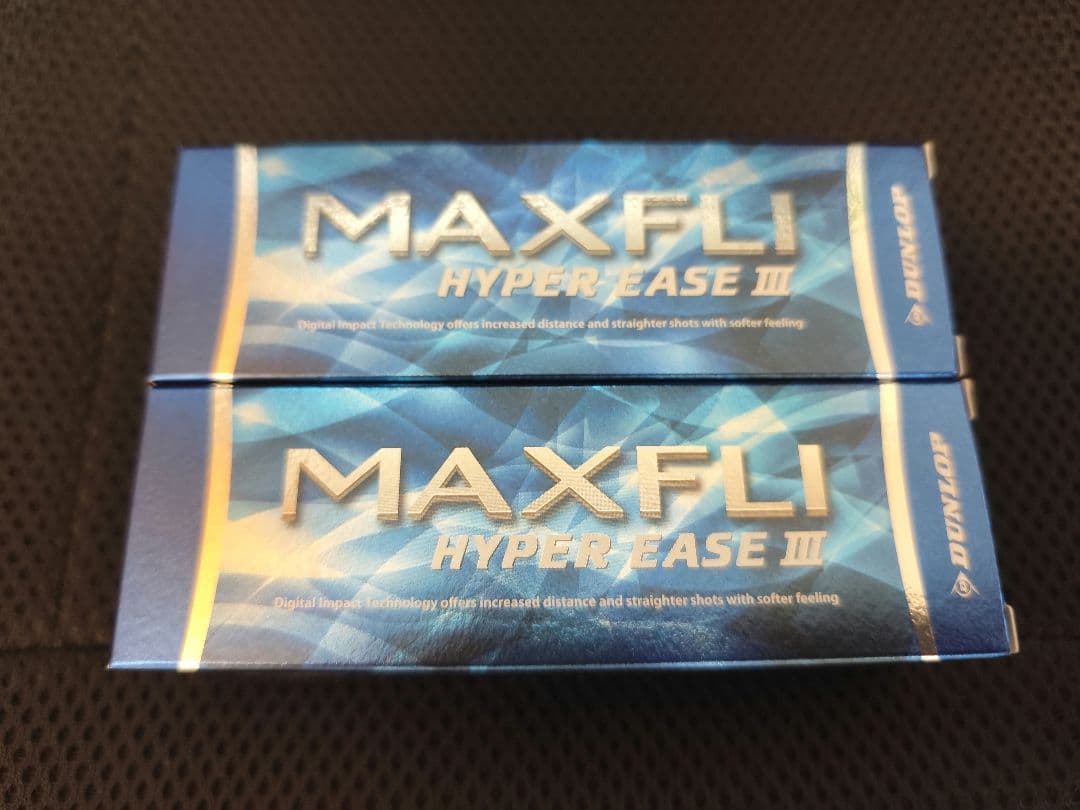 MAXFLI
HYPER EASE III
Digital Impact Technology offers increased distance and straighter shots with softer feeling
DUNLOP
MAXFLI
HYPER EASE III
Digital Impact Technology offers increased distance and straighter shots with softer feeling
DUNLOP